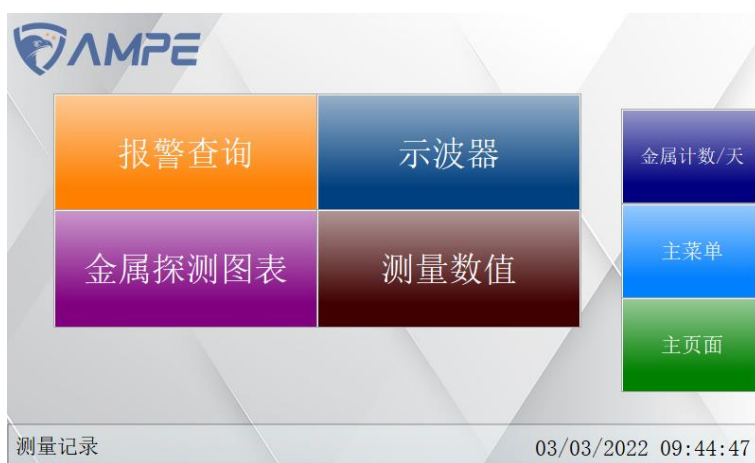 AMPE
报警查询
示波器
金属计数/天
金属探测图表
测量数值
主菜单
主页面
测量记录
03/03/2022 09:44:47